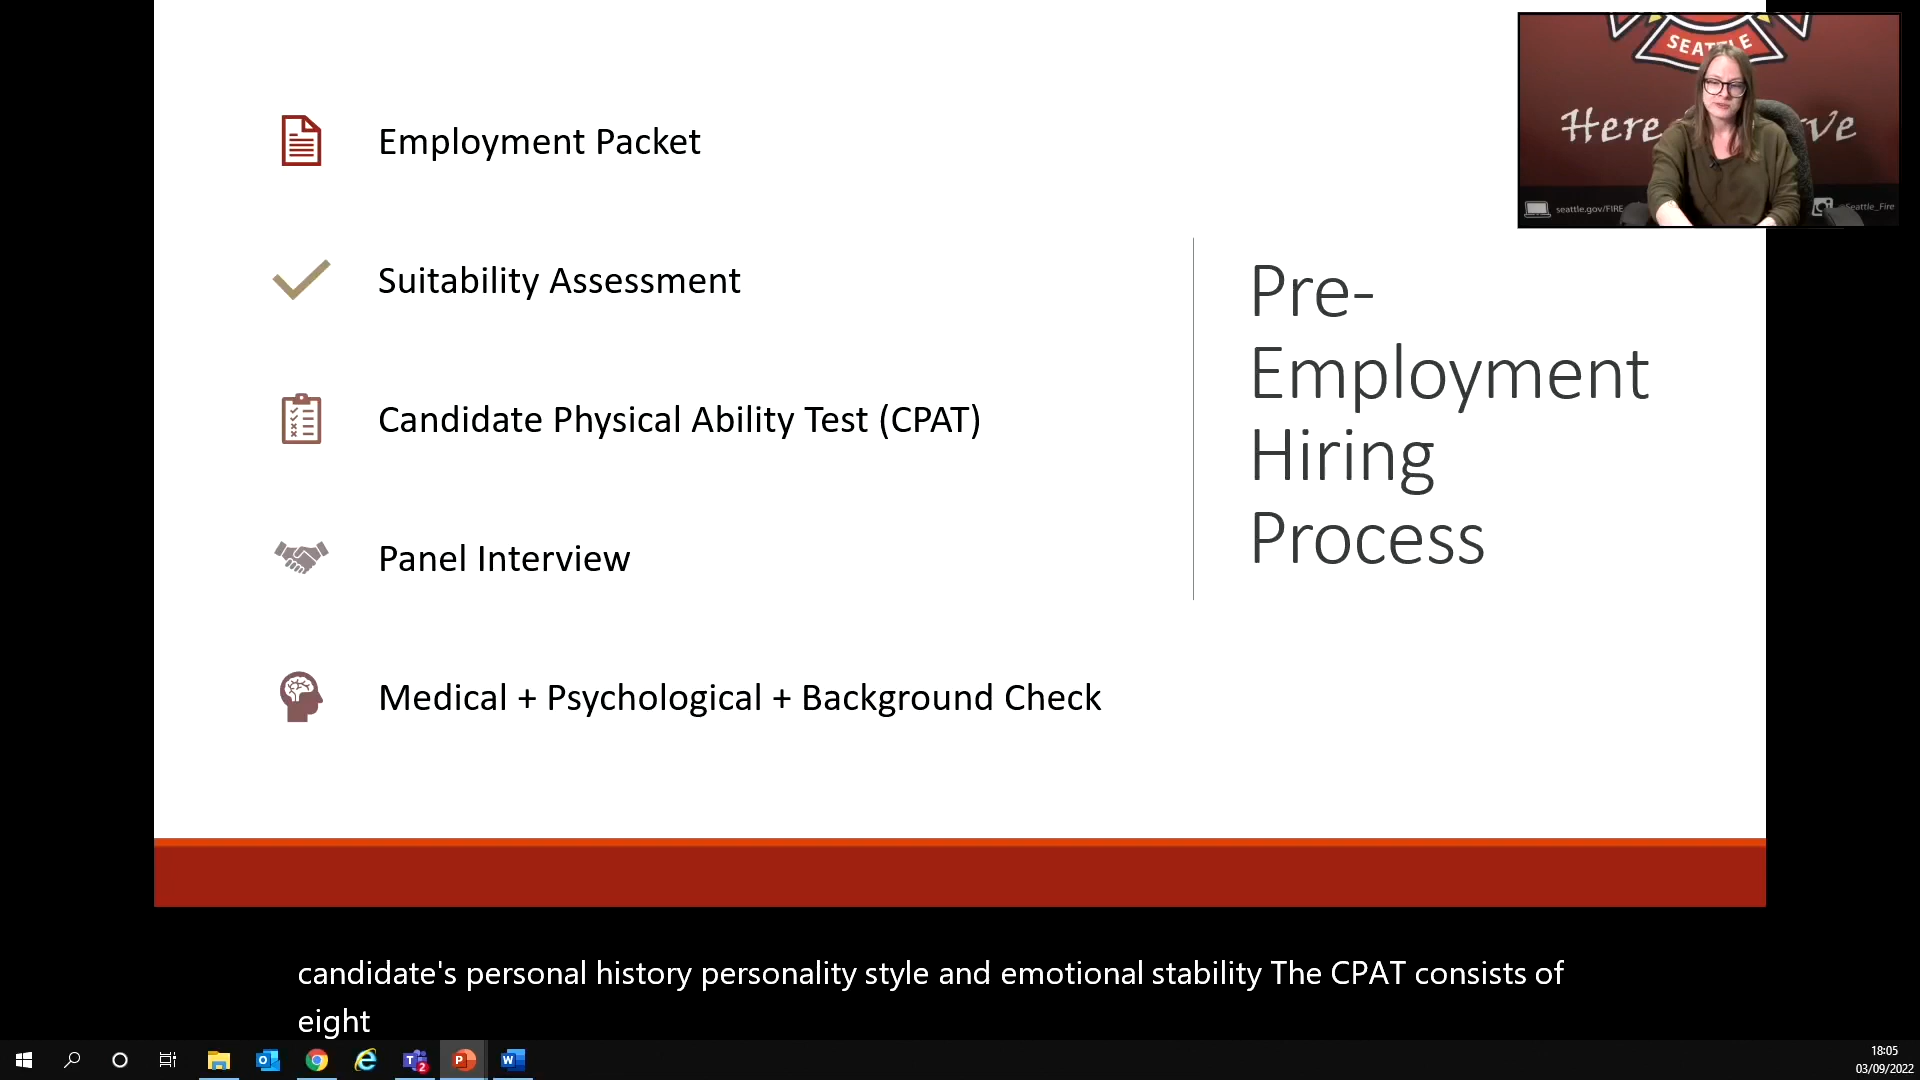 Employment Packet
Suitability Assessment
Candidate Physical Ability Test (CPAT)
Panel Interview
Medical + Psychological + Background Check
Pre-
Employment
Hiring
Process
SEATTLE
Here
ve
seattle.gov/FIRE
@Seattle_Fire
candidate's personal history personality style and emotional stability The CPAT consists of
eight
2
18:05
03/09/2022